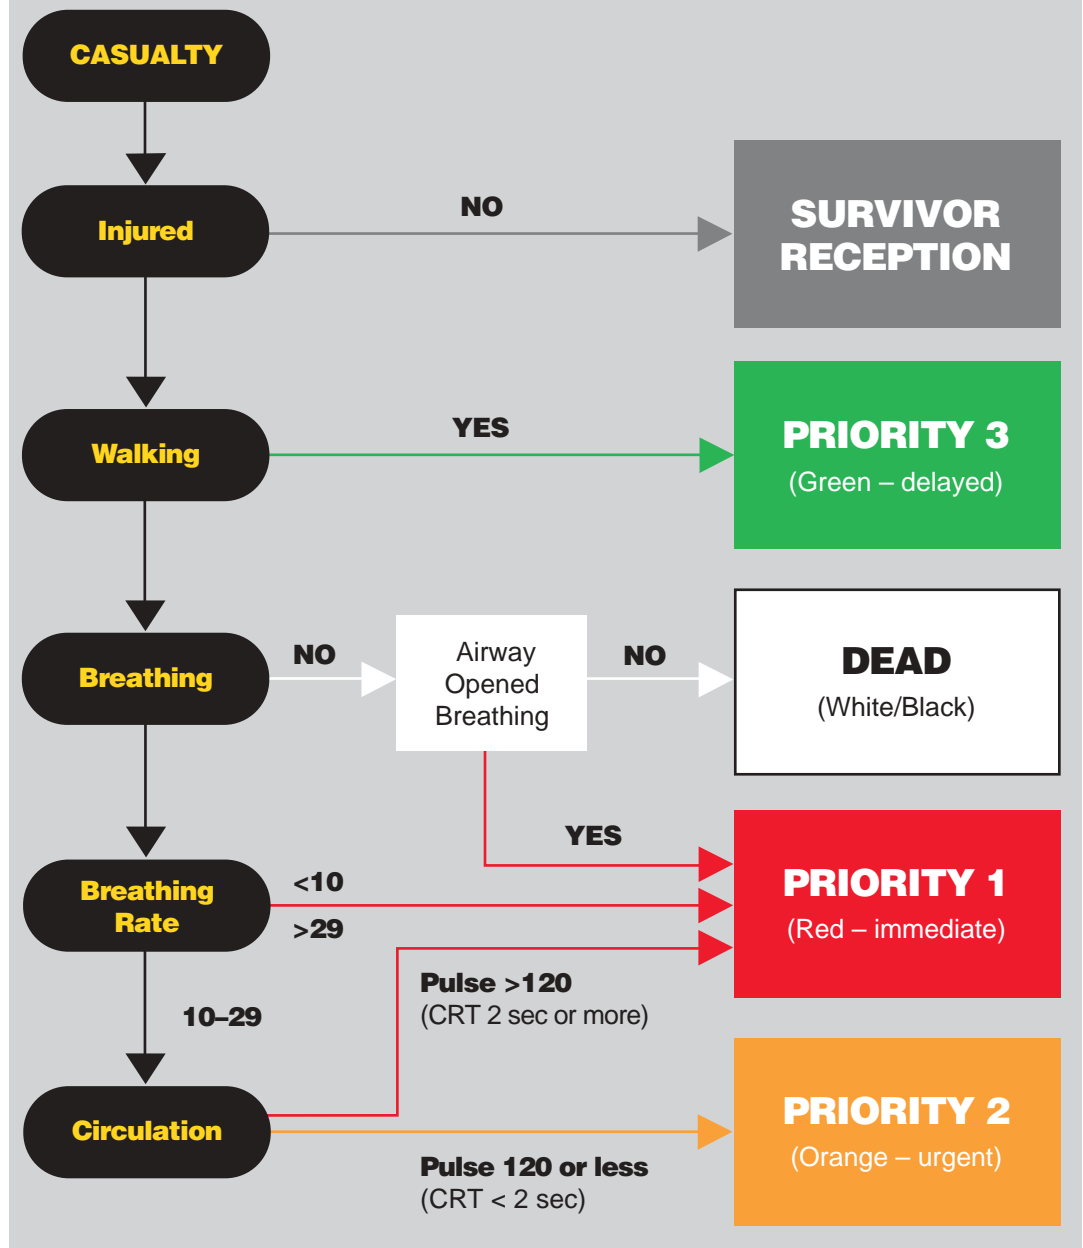 CASUALTY
Injured
NO
SURVIVOR
RECEPTION
Walking
YES
PRIORITY 3
(Green – delayed)
Breathing
NO
Airway
Opened
Breathing
NO
DEAD
(White/Black)
YES
Breathing
Rate
<10
>29
PRIORITY 1
(Red – immediate)
10–29
Pulse >120
(CRT 2 sec or more)
Circulation
Pulse 120 or less
(CRT < 2 sec)
PRIORITY 2
(Orange – urgent)